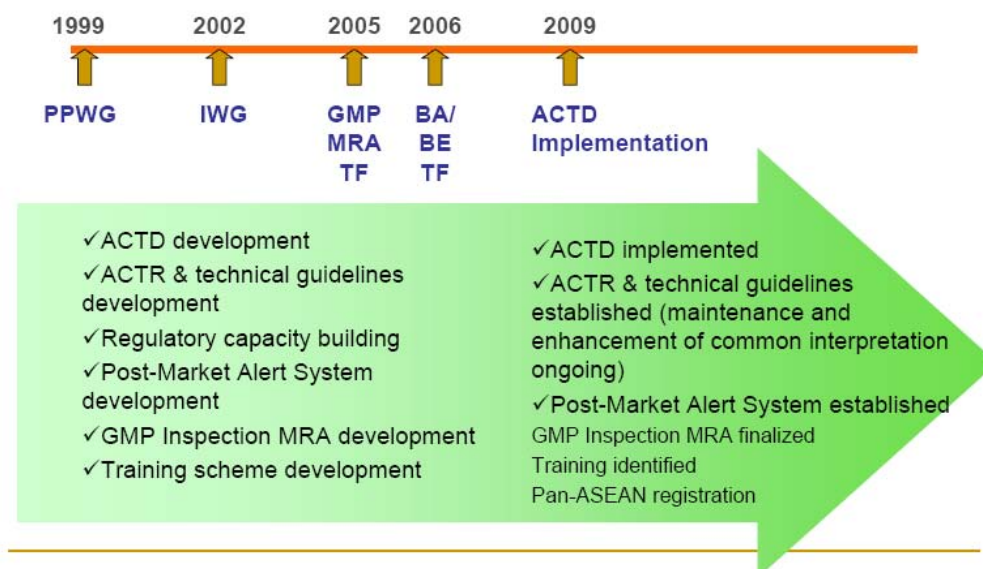 1999 2002 2005 2006 2009
PPWG IWG GMP BA/ ACTD
MRA BE Implementation
TF TF
✓ACTD development
✓ACTR & technical guidelines
development
✓Regulatory capacity building
✓Post-Market Alert System
development
✓GMP Inspection MRA development
✓Training scheme development
✓ACTD implemented
✓ACTR & technical guidelines
established (maintenance and
enhancement of common interpretation
ongoing)
✓Post-Market Alert System established
GMP Inspection MRA finalized
Training identified
Pan-ASEAN registration